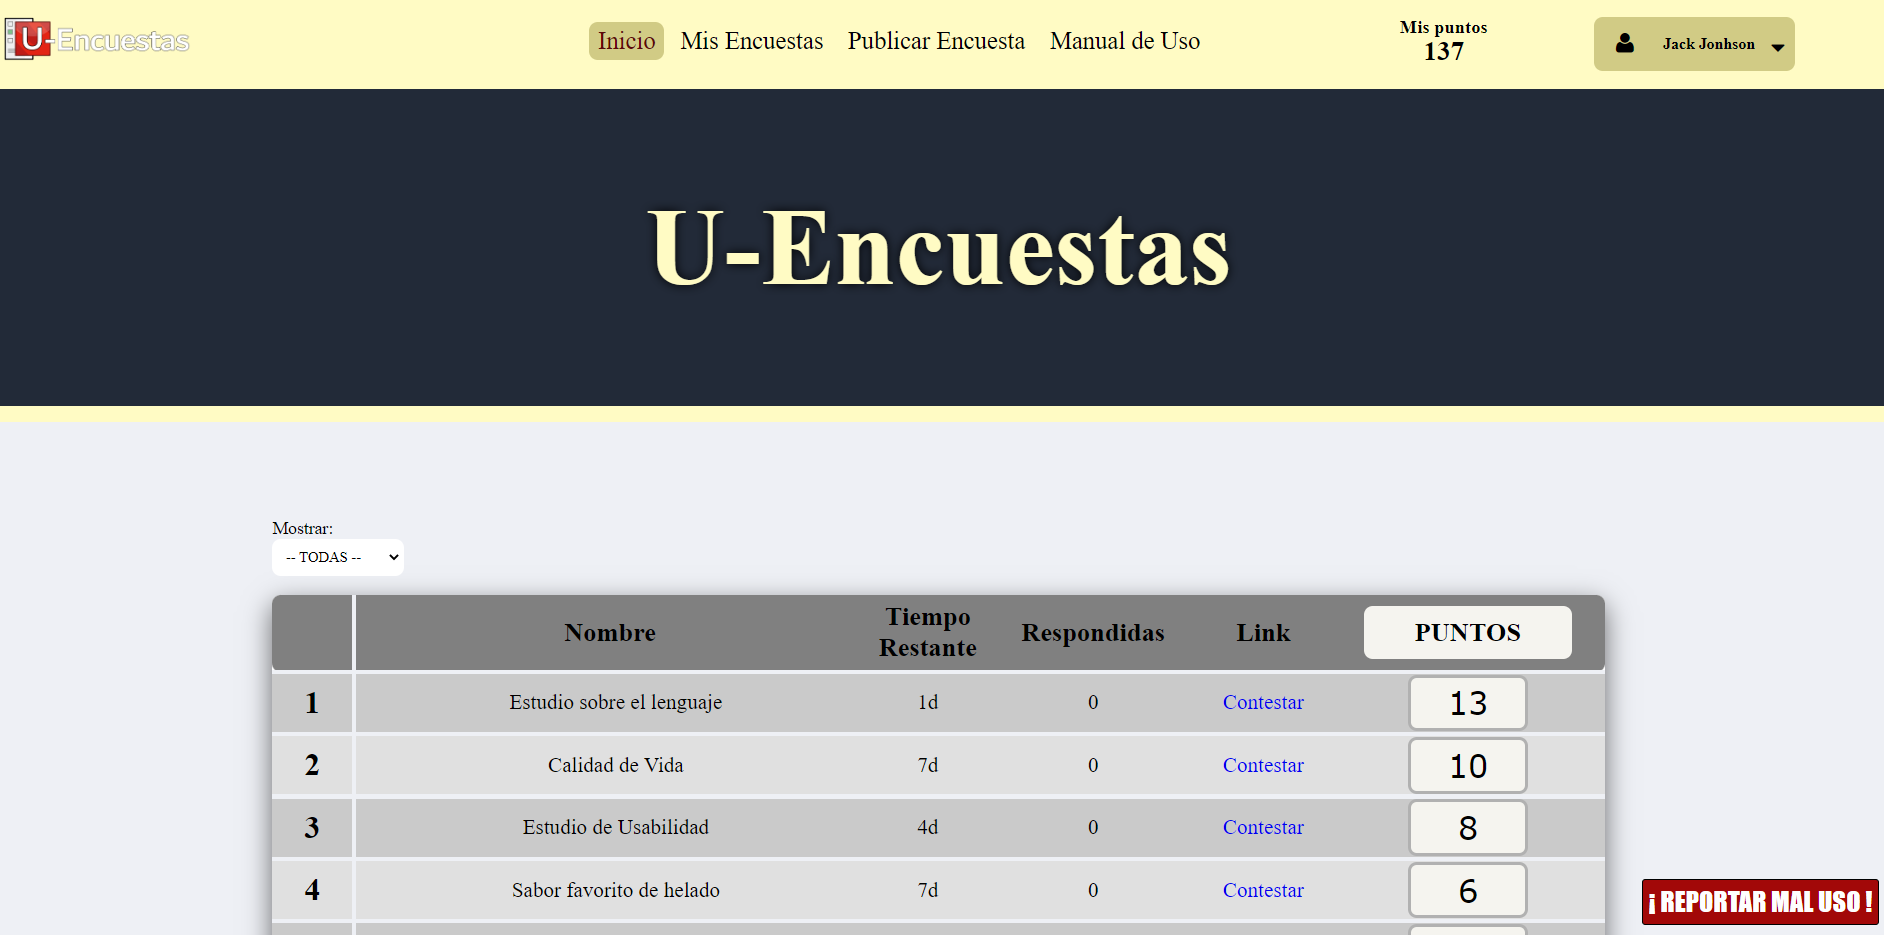 U-Encuestas
Inicio Mis Encuestas Publicar Encuesta Manual de Uso
Mis puntos
137
Jack Jonhson
U-Encuestas
Mostrar:
-- TODAS --
Nombre Tiempo Restante Respondidas Link PUNTOS
1 Estudio sobre el lenguaje 1d 0 Contestar 13
2 Calidad de Vida 7d 0 Contestar 10
3 Estudio de Usabilidad 4d 0 Contestar 8
4 Sabor favorito de helado 7d 0 Contestar 6
¡ REPORTAR MAL USO !